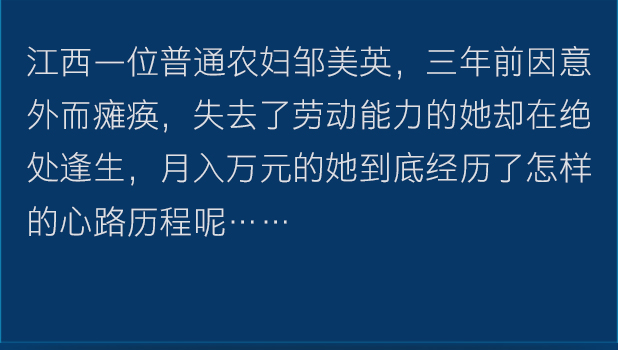 江西一位普通农妇邹美英，三年前因意
外而瘫痪，失去了劳动能力的她却在绝
处逢生，月入万元的她到底经历了怎样
的心路历程呢……